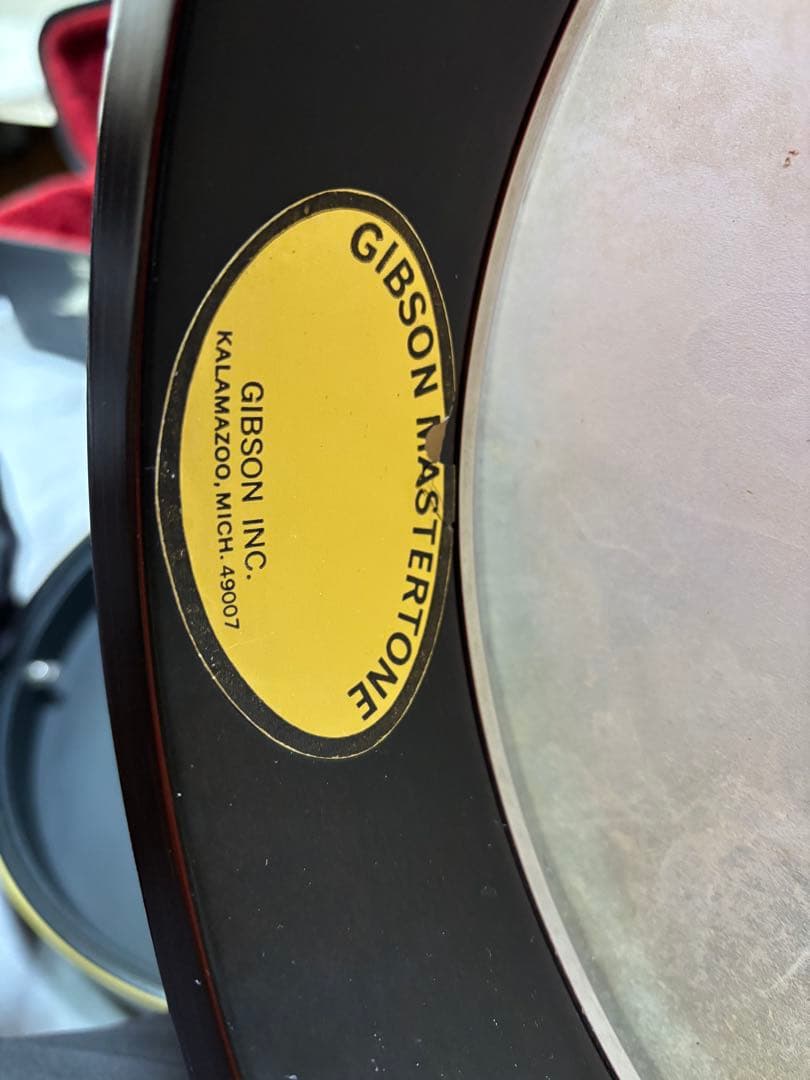 GIBSON MASTERTONE
GIBSON INC.
KALAMAZOO, MICH. 49007